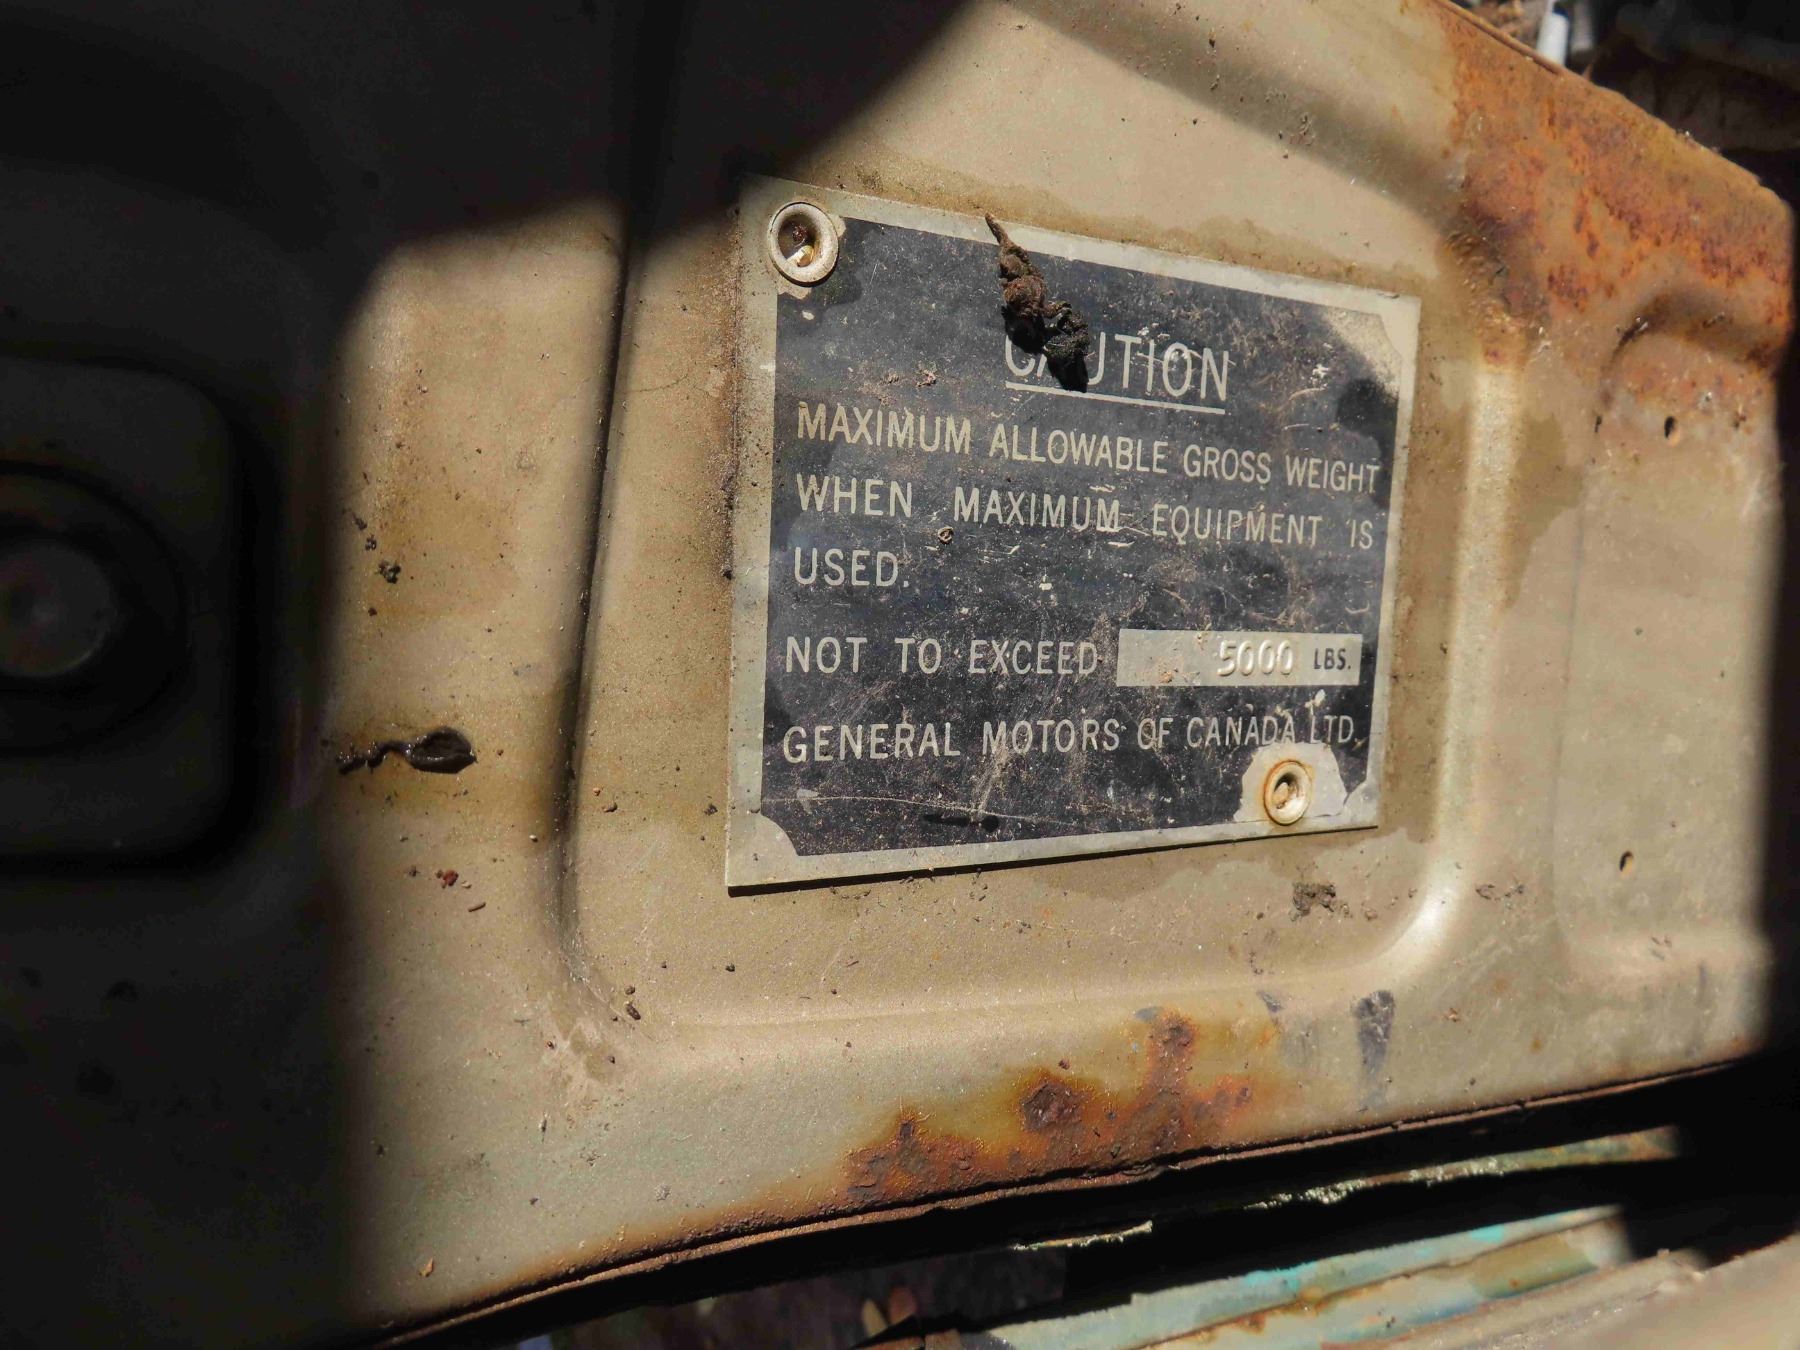 CAUTION
MAXIMUM ALLOWABLE GROSS WEIGHT
WHEN MAXIMUM EQUIPMENT IS
USED.
NOT TO EXCEED 5000 LBS.
GENERAL MOTORS OF CANADA LTD.